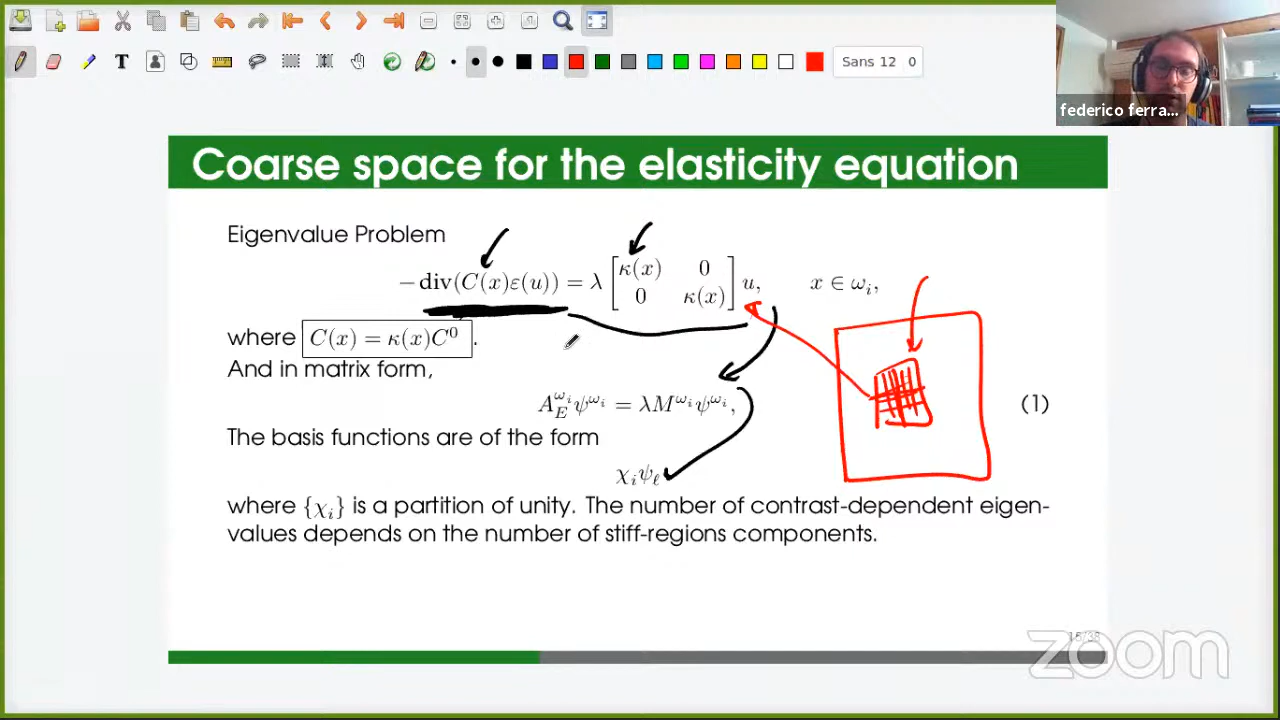 Sans 12 0
federico ferra...
Coarse space for the elasticity equation
Eigenvalue Problem
−div(C(x)ε(u)) = λ [κ(x) 0
0 κ(x)] u, x ∈ ω_i,
where C(x) = κ(x)C⁰.
And in matrix form,
A_E^{ω_i} ψ^{ω_i} = λM^{ω_i} ψ^{ω_i}, (1)
The basis functions are of the form
χ_i ψ_ℓ
where {χ_i} is a partition of unity. The number of contrast-dependent eigen-
values depends on the number of stiff-regions components.
zoom